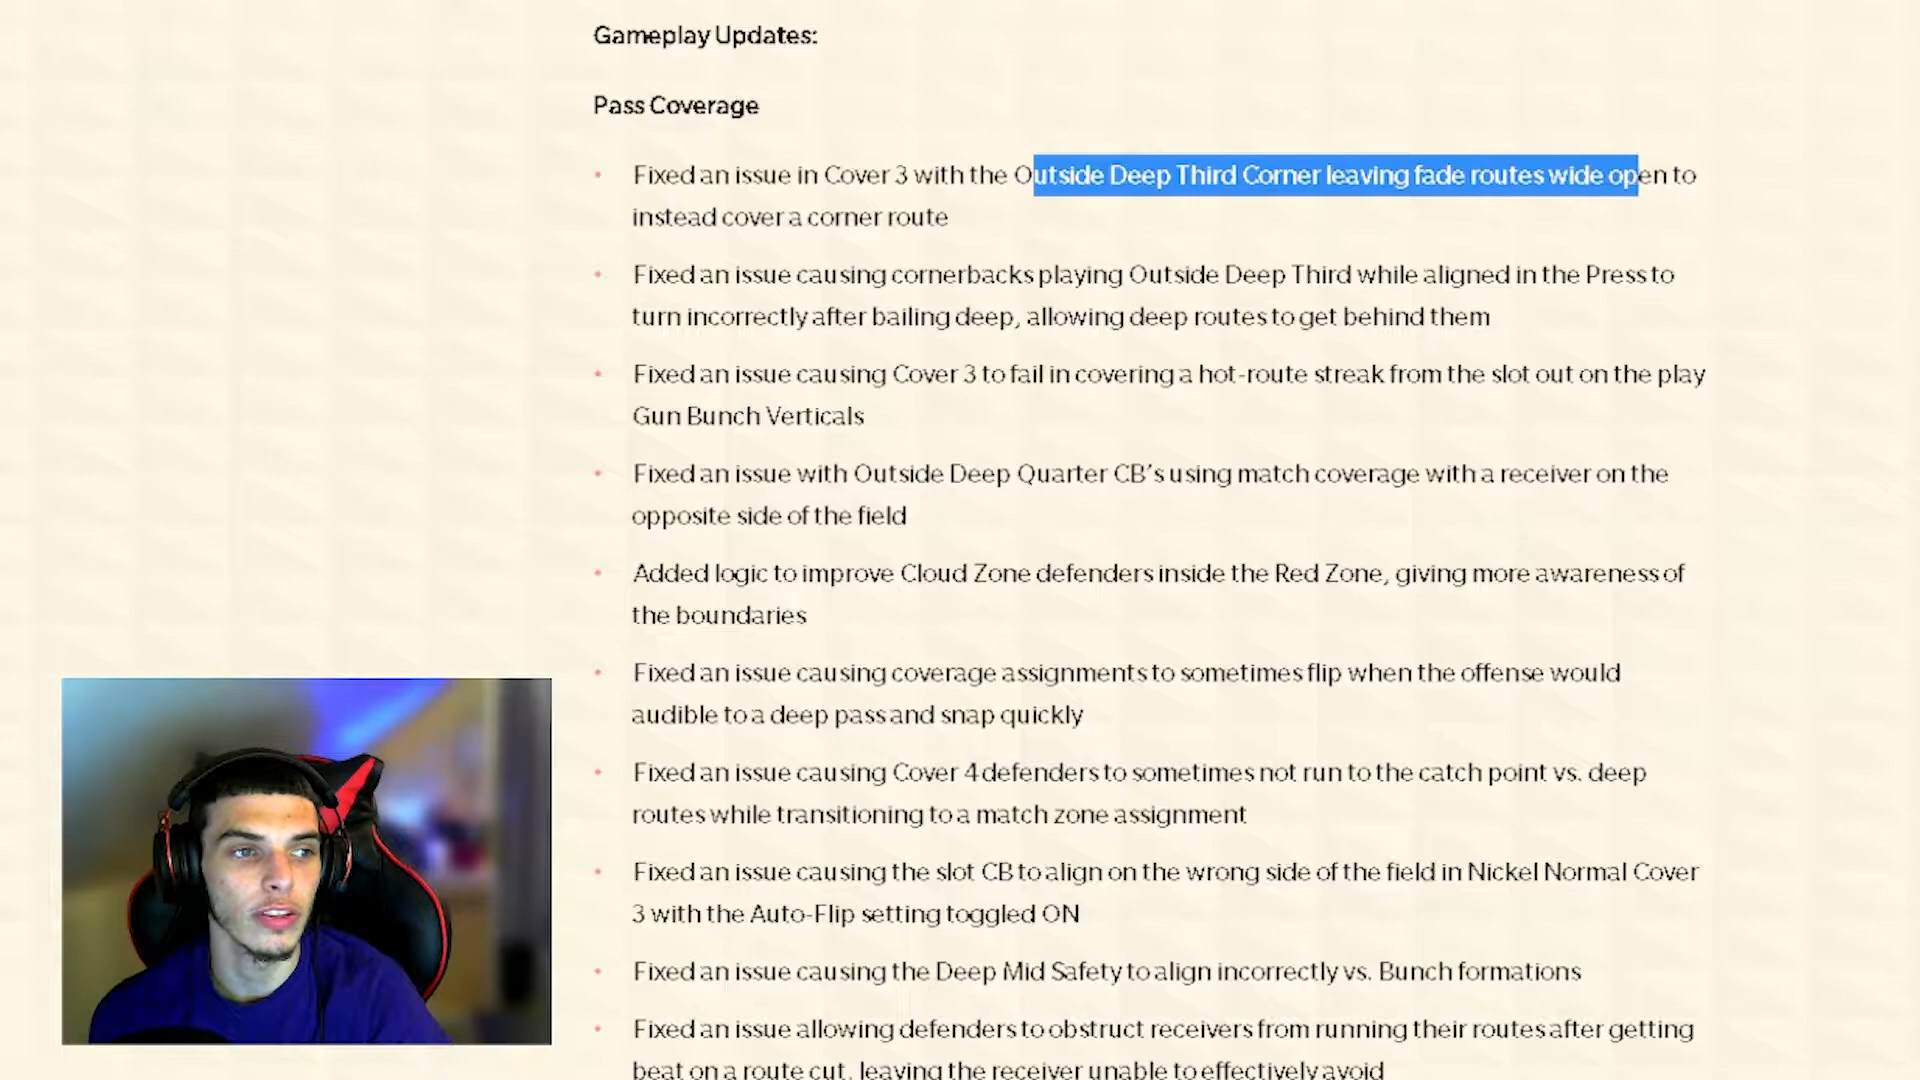 Gameplay Updates:
Pass Coverage
Fixed an issue in Cover 3 with the Outside Deep Third Corner leaving fade routes wide open to
instead cover a corner route
Fixed an issue causing cornerbacks playing Outside Deep Third while aligned in the Press to
turn incorrectly after bailing deep, allowing deep routes to get behind them
Fixed an issue causing Cover 3 to fail in covering a hot-route streak from the slot out on the play
Gun Bunch Verticals
Fixed an issue with Outside Deep Quarter CB's using match coverage with a receiver on the
opposite side of the field
Added logic to improve Cloud Zone defenders inside the Red Zone, giving more awareness of
the boundaries
Fixed an issue causing coverage assignments to sometimes flip when the offense would
audible to a deep pass and snap quickly
Fixed an issue causing Cover 4 defenders to sometimes not run to the catch point vs. deep
routes while transitioning to a match zone assignment
Fixed an issue causing the slot CB to align on the wrong side of the field in Nickel Normal Cover
3 with the Auto-Flip setting toggled ON
Fixed an issue causing the Deep Mid Safety to align incorrectly vs. Bunch formations
Fixed an issue allowing defenders to obstruct receivers from running their routes after getting
beat on a route cut, leaving the receiver unable to effectively avoid